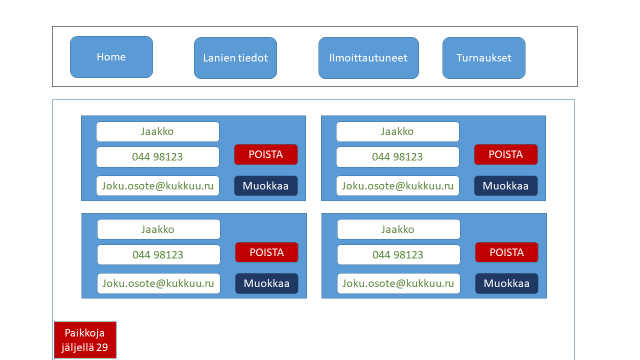 Home
Lanien tiedot
Ilmoittautuneet
Turnaukset
Jaakko
044 98123
POISTA
Joku.osote@kukkuu.ru
Muokkaa
Jaakko
044 98123
POISTA
Joku.osote@kukkuu.ru
Muokkaa
Jaakko
044 98123
POISTA
Joku.osote@kukkuu.ru
Muokkaa
Jaakko
044 98123
POISTA
Joku.osote@kukkuu.ru
Muokkaa
Paikkoja
jäljellä 29